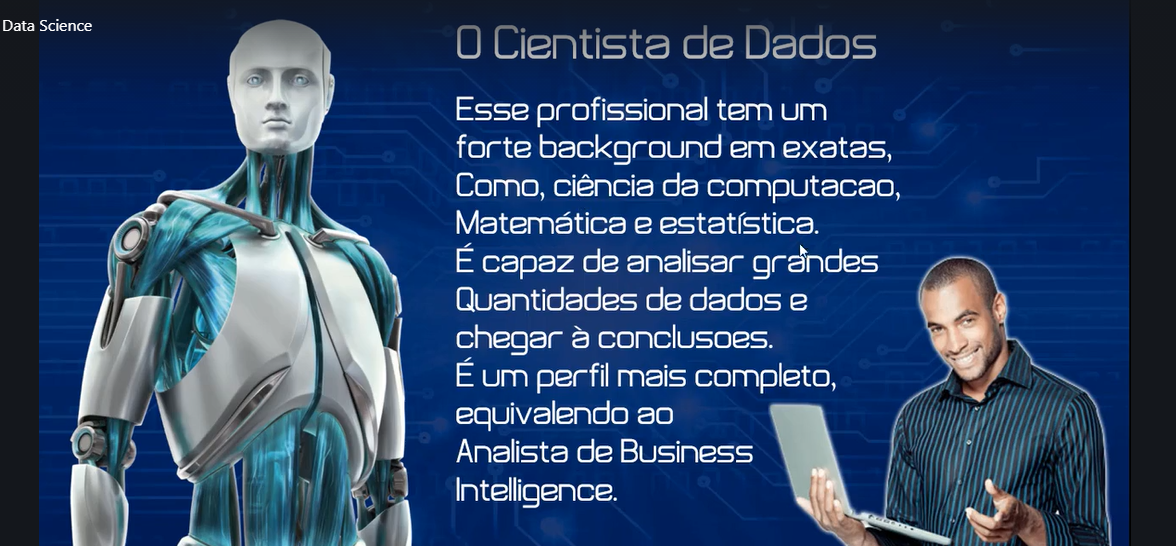 Data Science
O Cientista de Dados
Esse profissional tem um
forte background em exatas,
Como, ciência da computacao,
Matemática e estatística.
É capaz de analisar grandes
Quantidades de dados e
chegar à conclusoes.
É um perfil mais completo,
equivalendo ao
Analista de Business
Intelligence.